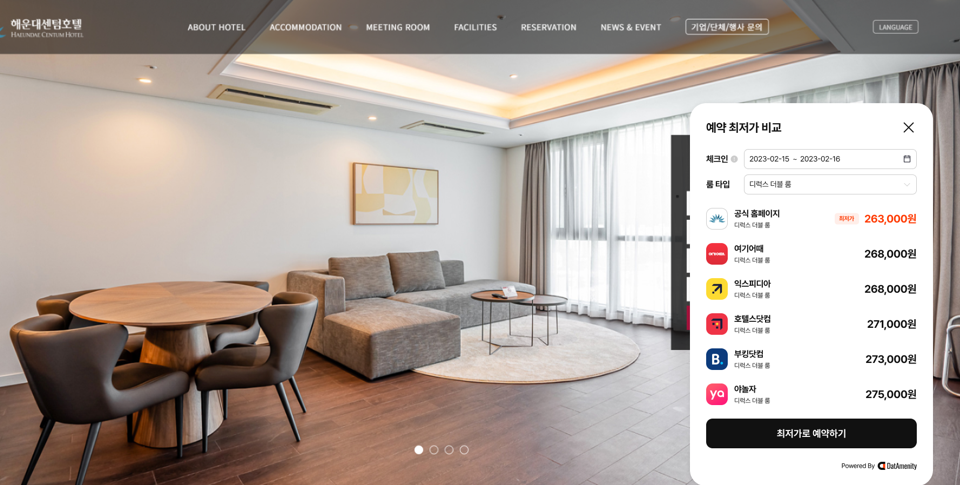 해운대센텀호텔
HAEUNDAE CENTUM HOTEL
ABOUT HOTEL ACCOMMODATION MEETING ROOM FACILITIES RESERVATION NEWS & EVENT 기업/단체/행사 문의 LANGUAGE
예약 최저가 비교
체크인 2023-02-15 ~ 2023-02-16
룸 타입 디럭스 더블 룸
공식 홈페이지 최저가 263,000원
디럭스 더블 룸
여기어때 268,000원
디럭스 더블 룸
익스피디아 268,000원
디럭스 더블 룸
호텔스닷컴 271,000원
디럭스 더블 룸
B. 부킹닷컴 273,000원
디럭스 더블 룸
ya 야놀자 275,000원
디럭스 더블 룸
최저가로 예약하기
Powered By DatAmenity